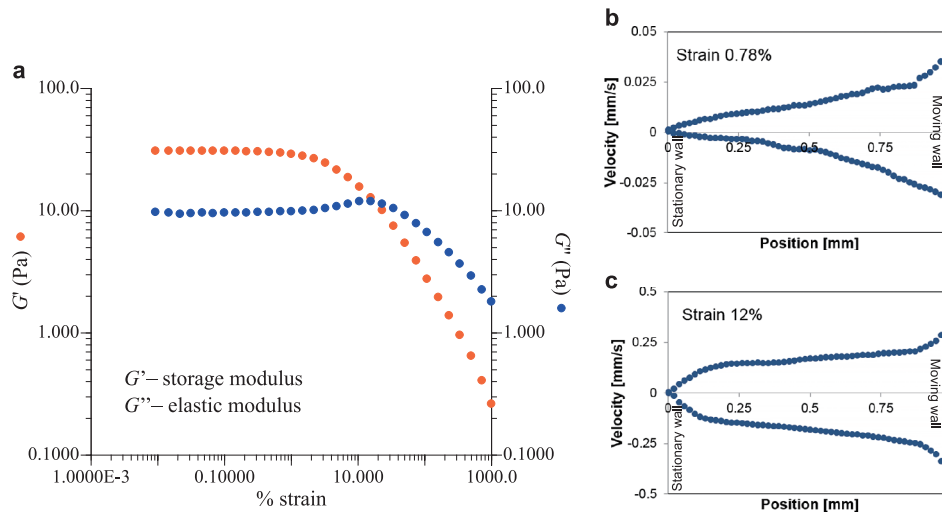 a
100.0
10.00
1.000
0.1000
G' (Pa)
100.0
10.00
1.000
0.1000
G'' (Pa)
G’– storage modulus
G’’– elastic modulus
1.0000E-3
0.10000
10.000
1000.0
% strain
b
0.05
0.025
0
-0.025
-0.05
Velocity [mm/s]
Strain 0.78%
Stationary wall
Moving wall
0
0.25
0.5
0.75
Position [mm]
c
0.5
0.25
0
-0.25
-0.5
Velocity [mm/s]
Strain 12%
Stationary wall
Moving wall
0
0.25
0.5
0.75
Position [mm]